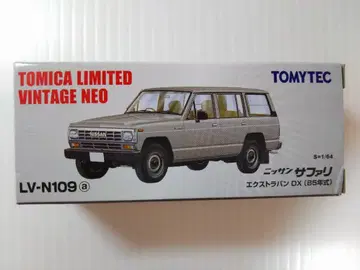 TOMICA LIMITED
VINTAGE NEO
TOMYTEC
S=1/64
NISSAN
LV-N109 a
ニッサン サファリ
エクストラバン DX (85年式)